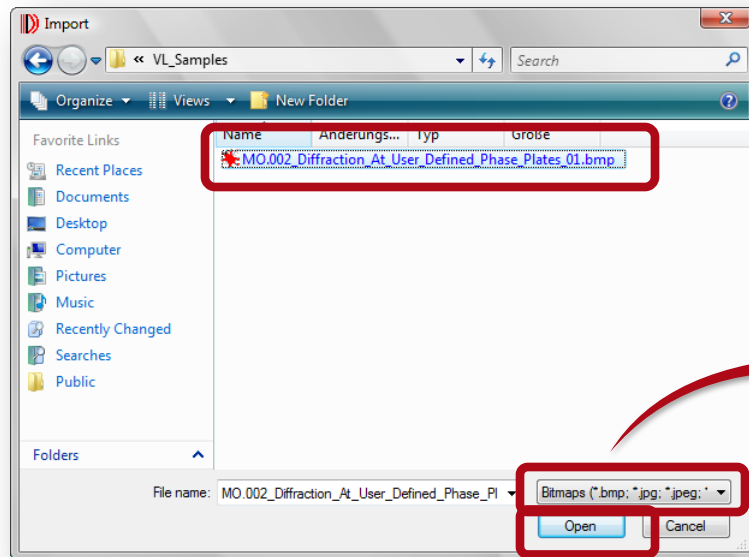 Import
« VL_Samples
Search
Organize Views New Folder
Favorite Links
Name Änderungs... Typ Größe
MO.002_Diffraction_At_User_Defined_Phase_Plates_01.bmp
Recent Places
Documents
Desktop
Computer
Pictures
Music
Recently Changed
Searches
Public
Folders
File name: MO.002_Diffraction_At_User_Defined_Phase_Pl Bitmaps (*.bmp; *.jpg; *.jpeg; *
Open Cancel